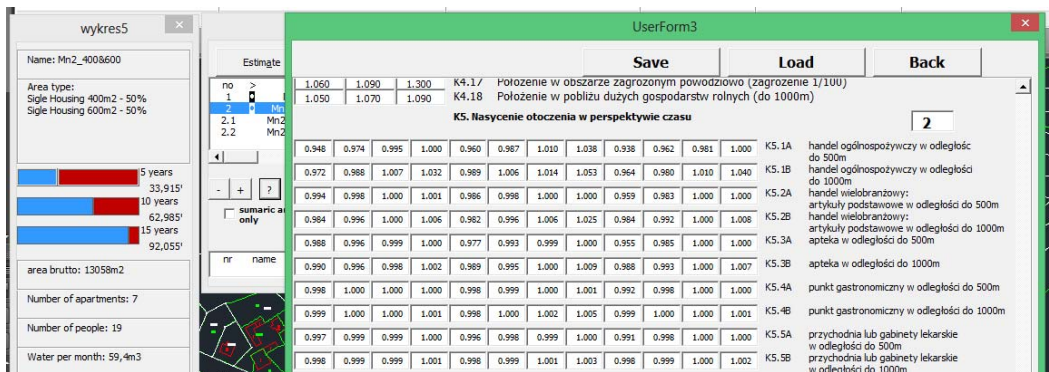 wykres5
Name: Mn2_400&600
Area type:
Sigle Housing 400m2 - 50%
Sigle Housing 600m2 - 50%
5 years
33,915'
10 years
62,985'
15 years
92,055'
area brutto: 13058m2
Number of apartments: 7
Number of people: 19
Water per month: 59,4m3
Estimate
no >
1
2 Mn
2.1 Mn2
2.2 Mn2
- + ?
sumaric
only
nr name
UserForm3
Save Load Back
1.060 1.090 1.300 K4.17 Położenie w obszarze zagrożonym powodziowo (zagrożenie 1/100)
1.050 1.070 1.090 K4.18 Położenie w pobliżu dużych gospodarstw rolnych (do 1000m)
K5. Nasycenie otoczenia w perspektywie czasu
2
0.948 0.974 0.995 1.000 0.960 0.987 1.010 1.038 0.938 0.962 0.981 1.000 K5.1A handel ogólnospożywczy w odległośc
do 500m
0.972 0.988 1.007 1.032 0.989 1.006 1.014 1.053 0.964 0.980 1.010 1.040 K5.1B handel ogólnospożywczy w odległości
do 1000m
0.994 0.998 1.000 1.001 0.986 0.998 1.000 1.000 0.959 0.983 1.000 1.000 K5.2A handel wielobranżowy:
artykuły podstawowe w odległości do 500m
0.984 0.996 1.000 1.006 0.982 0.996 1.006 1.025 0.984 0.992 1.000 1.008 K5.2B handel wielobranżowy:
artykuły podstawowe w odległości do 1000m
0.988 0.996 0.999 1.000 0.977 0.993 0.999 1.000 0.955 0.985 1.000 1.000 K5.3A apteka w odległości do 500m
0.990 0.996 0.998 1.002 0.989 0.995 1.000 1.009 0.988 0.993 1.000 1.007 K5.3B apteka w odległości do 1000m
0.998 1.000 1.000 1.000 0.998 0.999 1.000 1.001 0.992 0.998 1.000 1.000 K5.4A punkt gastronomiczny w odległości do 500m
0.999 1.000 1.000 1.001 0.998 1.000 1.002 1.005 0.999 1.000 1.000 1.001 K5.4B punkt gastronomiczny w odległości do 1000m
0.997 0.999 0.999 1.000 0.996 0.998 0.999 1.000 0.991 0.998 1.000 1.000 K5.5A przychodnia lub gabinety lekarskie
w odległości do 500m
0.998 0.999 0.999 1.001 0.998 0.999 1.001 1.003 0.998 0.999 1.000 1.002 K5.5B przychodnia lub gabinety lekarskie
w odległości do 1000m